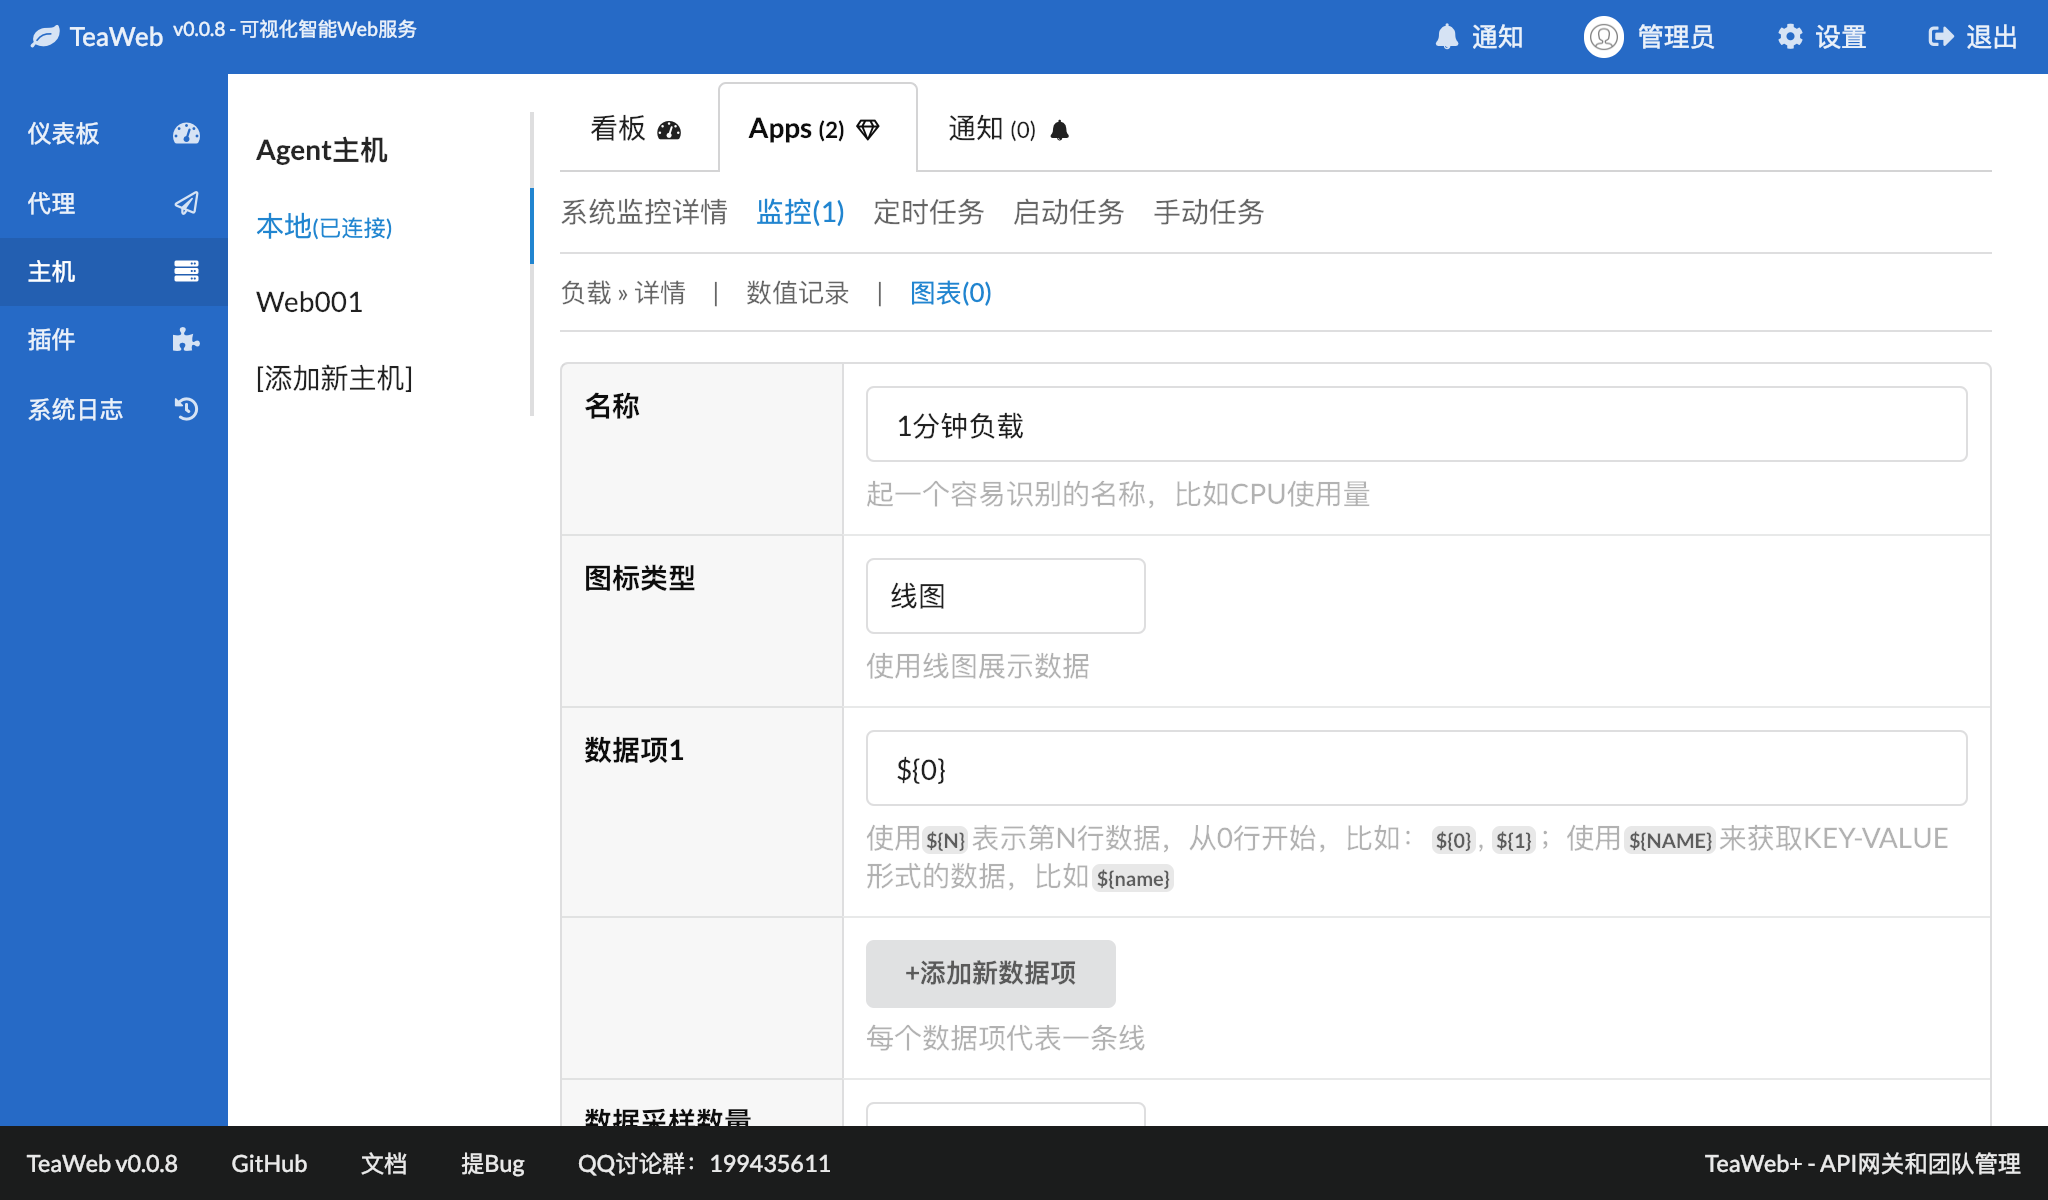 TeaWeb v0.0.8 - 可视化智能Web服务
通知 管理员 设置 退出
仪表板
代理
主机
插件
系统日志
Agent主机
本地(已连接)
Web001
[添加新主机]
看板 Apps (2) 通知 (0)
系统监控详情 监控(1) 定时任务 启动任务 手动任务
负载 » 详情 | 数值记录 | 图表(0)
名称
1分钟负载
起一个容易识别的名称，比如CPU使用量
图标类型
线图
使用线图展示数据
数据项1
${0}
使用${N}表示第N行数据，从0行开始，比如： ${0}, ${1}；使用${NAME}来获取KEY-VALUE
形式的数据，比如${name}
+添加新数据项
每个数据项代表一条线
数据采样数量
TeaWeb v0.0.8 GitHub 文档 提Bug QQ讨论群：199435611 TeaWeb+ - API网关和团队管理